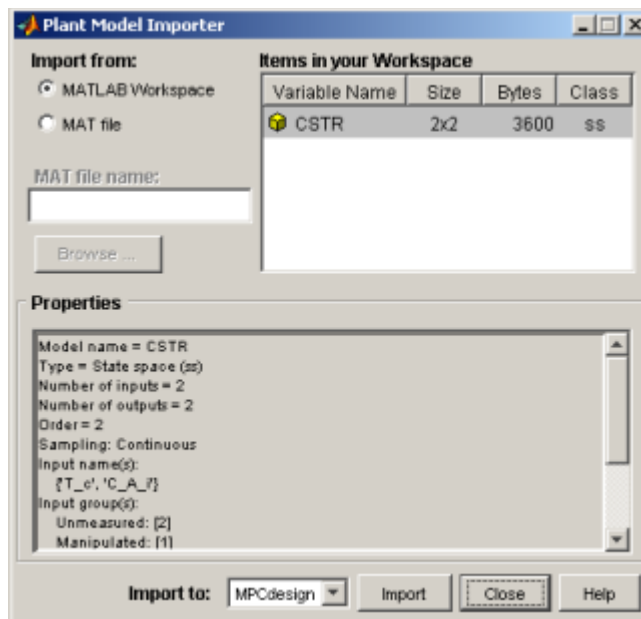 Plant Model Importer
Import from:
MATLAB Workspace
MAT file
MAT file name:
Browse ...
Items in your Workspace
Variable Name Size Bytes Class
CSTR 2x2 3600 ss
Properties
Model name = CSTR
Type = State space (ss)
Number of inputs = 2
Number of outputs = 2
Order = 2
Sampling: Continuous
Input name(s):
{'T_c', 'C_A_i'}
Input group(s):
Unmeasured: [2]
Manipulated: [1]
Import to: MPCdesign Import Close Help